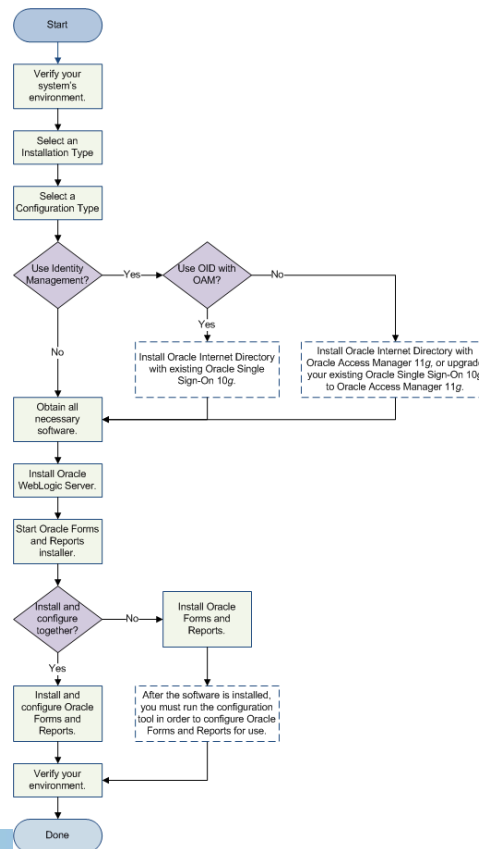 Start
Verify your
system's
environment.
Select an
Installation Type
Select a
Configuration Type
Use Identity
Management?
Yes
Use OID with
OAM?
No
Yes
No
Install Oracle Internet Directory
with existing Oracle Single
Sign-On 10g.
Install Oracle Internet Directory with
Oracle Access Manager 11g, or upgrade
your existing Oracle Single Sign-On 10g
to Oracle Access Manager 11g.
Obtain all
necessary
software.
Install Oracle
WebLogic Server.
Start Oracle Forms
and Reports
installer.
Install and
configure
together?
No
Install Oracle
Forms and
Reports.
Yes
Install and
configure Oracle
Forms and
Reports.
After the software is installed,
you must run the configuration
tool in order to configure Oracle
Forms and Reports for use.
Verify your
environment.
Done